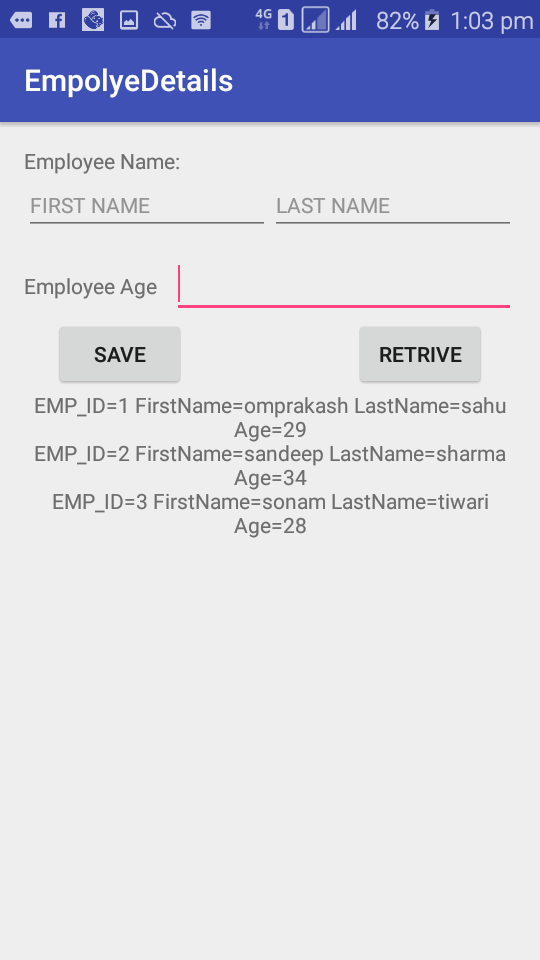 4G 1 82% 1:03 pm
EmpolyeDetails
Employee Name:
FIRST NAME LAST NAME
Employee Age
SAVE RETRIVE
EMP_ID=1 FirstName=omprakash LastName=sahu
Age=29
EMP_ID=2 FirstName=sandeep LastName=sharma
Age=34
EMP_ID=3 FirstName=sonam LastName=tiwari
Age=28